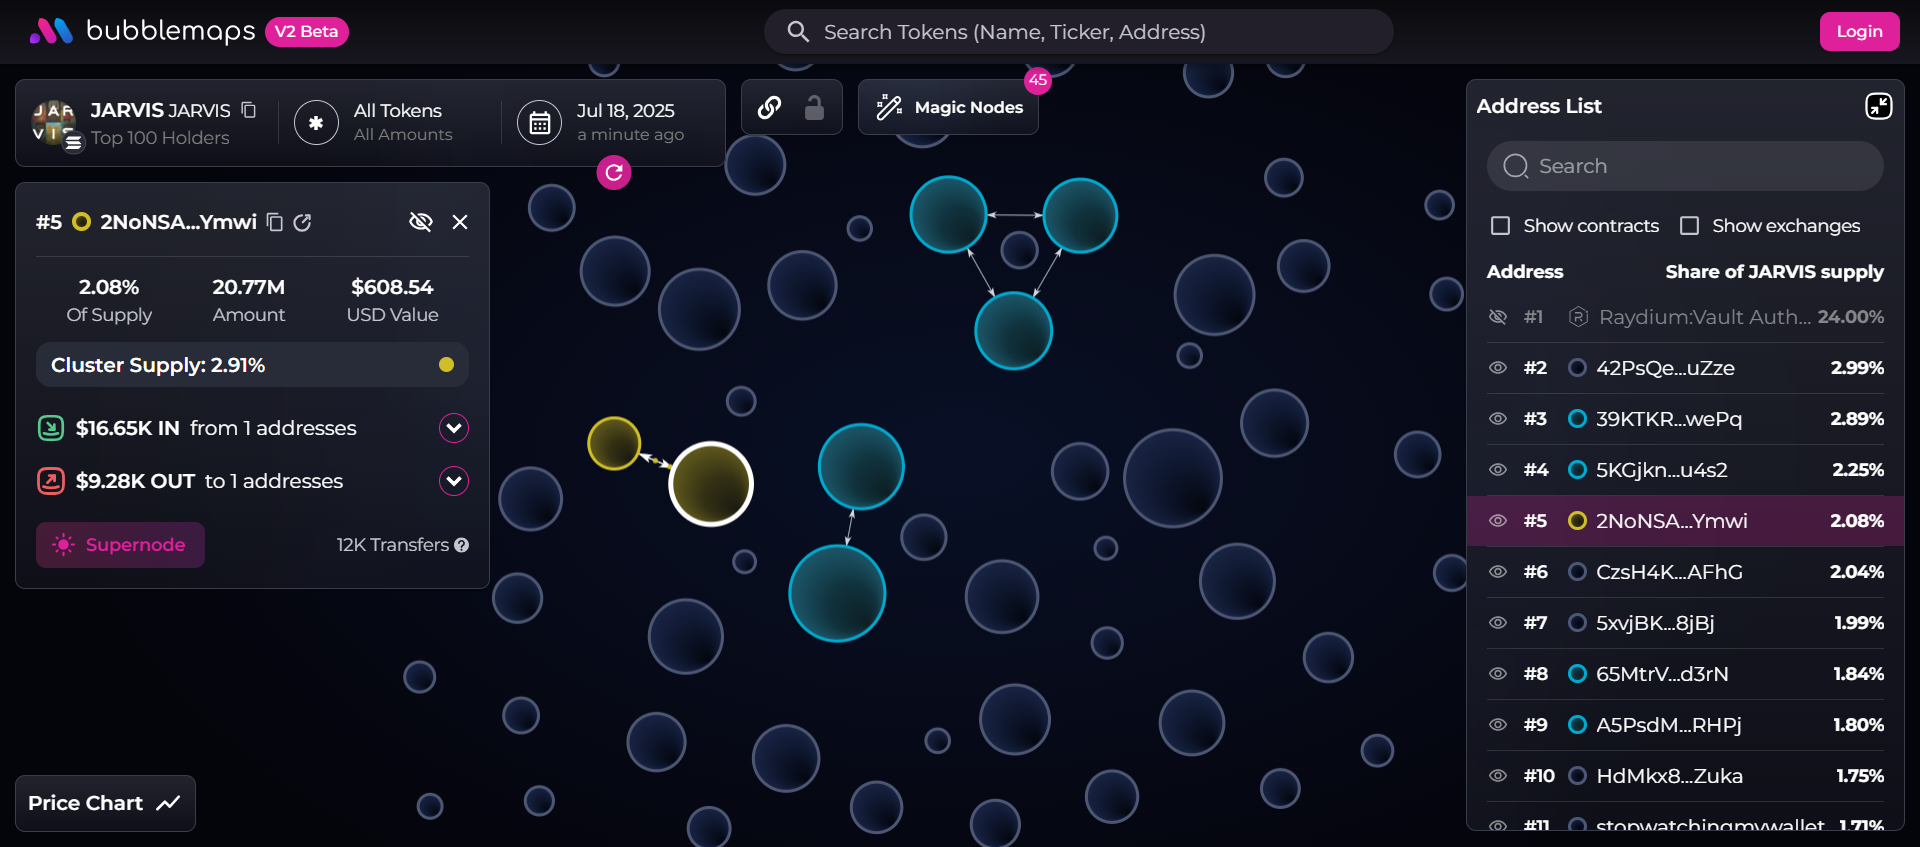 bubblemaps V2 Beta
Search Tokens (Name, Ticker, Address)
Login
JARVIS JARVIS
Top 100 Holders
All Tokens
All Amounts
Jul 18, 2025
a minute ago
Magic Nodes
45
#5 2NoNSA...Ymwi
2.08% 20.77M $608.54
Of Supply Amount USD Value
Cluster Supply: 2.91%
$16.65K IN from 1 addresses
$9.28K OUT to 1 addresses
Supernode 12K Transfers ?
Price Chart
Address List
Search
Show contracts Show exchanges
Address Share of JARVIS supply
#1 Raydium:Vault Auth... 24.00%
#2 42PsQe...uZze 2.99%
#3 39KTKR...wePq 2.89%
#4 5KGjkn...u4s2 2.25%
#5 2NoNSA...Ymwi 2.08%
#6 CzsH4K...AFhG 2.04%
#7 5xvjBK...8jBj 1.99%
#8 65MtrV...d3rN 1.84%
#9 A5PsdM...RHPj 1.80%
#10 HdMkx8...Zuka 1.75%
#11 stopwatchingmywallet 1.71%